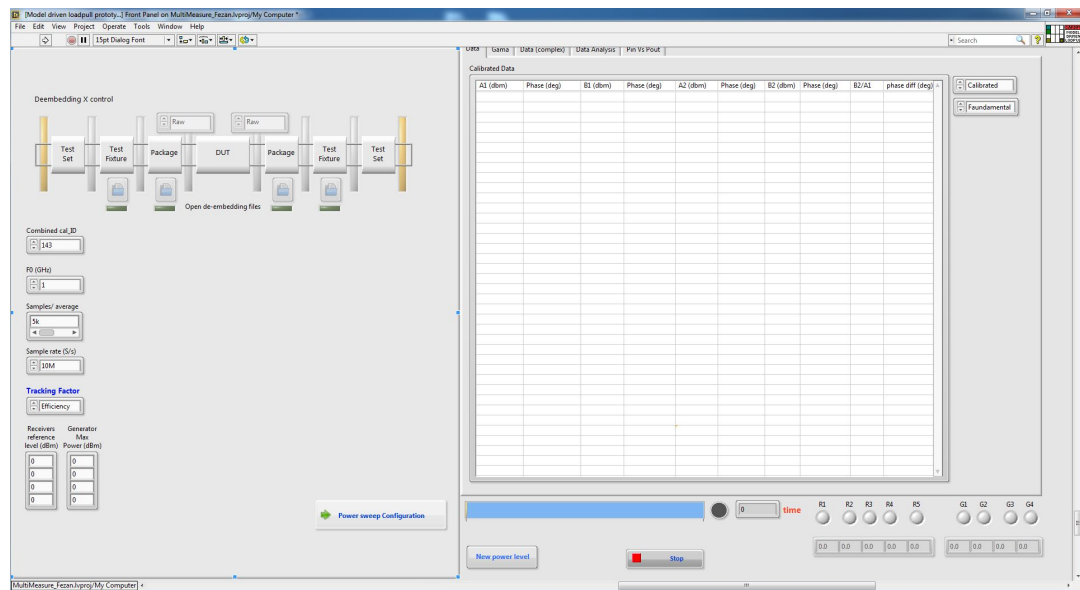 [Model driven loadpull prototy...] Front Panel on MultiMeasure_Fezan.lvproj/My Computer *
File Edit View Project Operate Tools Window Help
15pt Dialog Font
Search
Data Gama Data (complex) Data Analysis Pin Vs Pout
Calibrated Data
A1 (dbm) Phase (deg) B1 (dbm) Phase (deg) A2 (dbm) Phase (deg) B2 (dbm) Phase (deg) B2/A1 phase diff (deg)
Calibrated
Faundamental
Deembedding X control
Raw Raw
Test Set
Test Fixture
Package
DUT
Package
Test Fixture
Test Set
Open de-embedding files
Combined cal_ID
143
F0 (GHz)
1
Samples/ average
5k
Sample rate (S/s)
10M
Tracking Factor
Efficiency
Receivers reference level (dBm)
Generator Max Power (dBm)
0 0
0 0
0 0
0 0
Power sweep Configuration
0 time
R1 R2 R3 R4 R5
G1 G2 G3 G4
0.0 0.0 0.0 0.0 0.0
0.0 0.0 0.0 0.0
New power level
Stop
MultiMeasure_Fezan.lvproj/My Computer